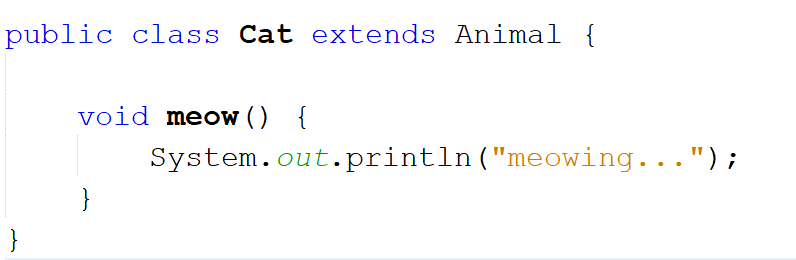 public class Cat extends Animal {
void meow() {
System.out.println("meowing...");
}
}